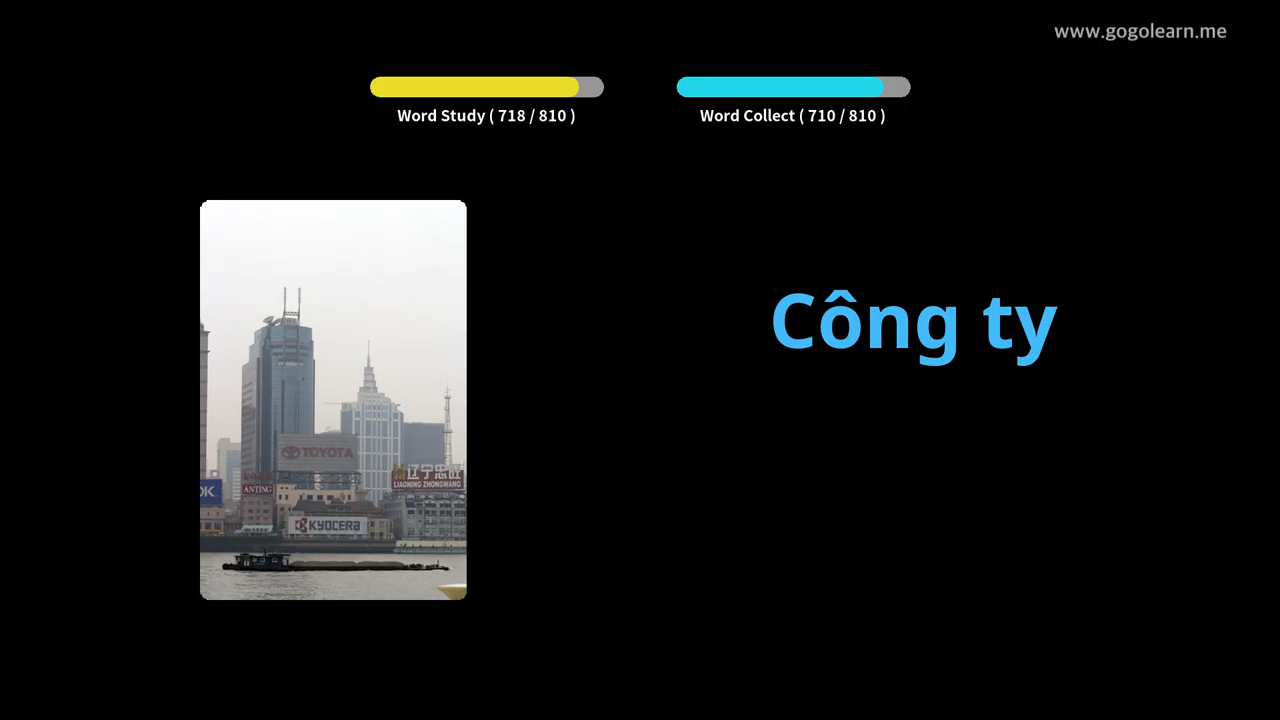 www.gogolearn.me
Word Study ( 718 / 810 )
Word Collect ( 710 / 810 )
Công ty
TOYOTA
辽宁忠旺
LIAONING ZHONGWANG
OK
ANTING
KYOCERA